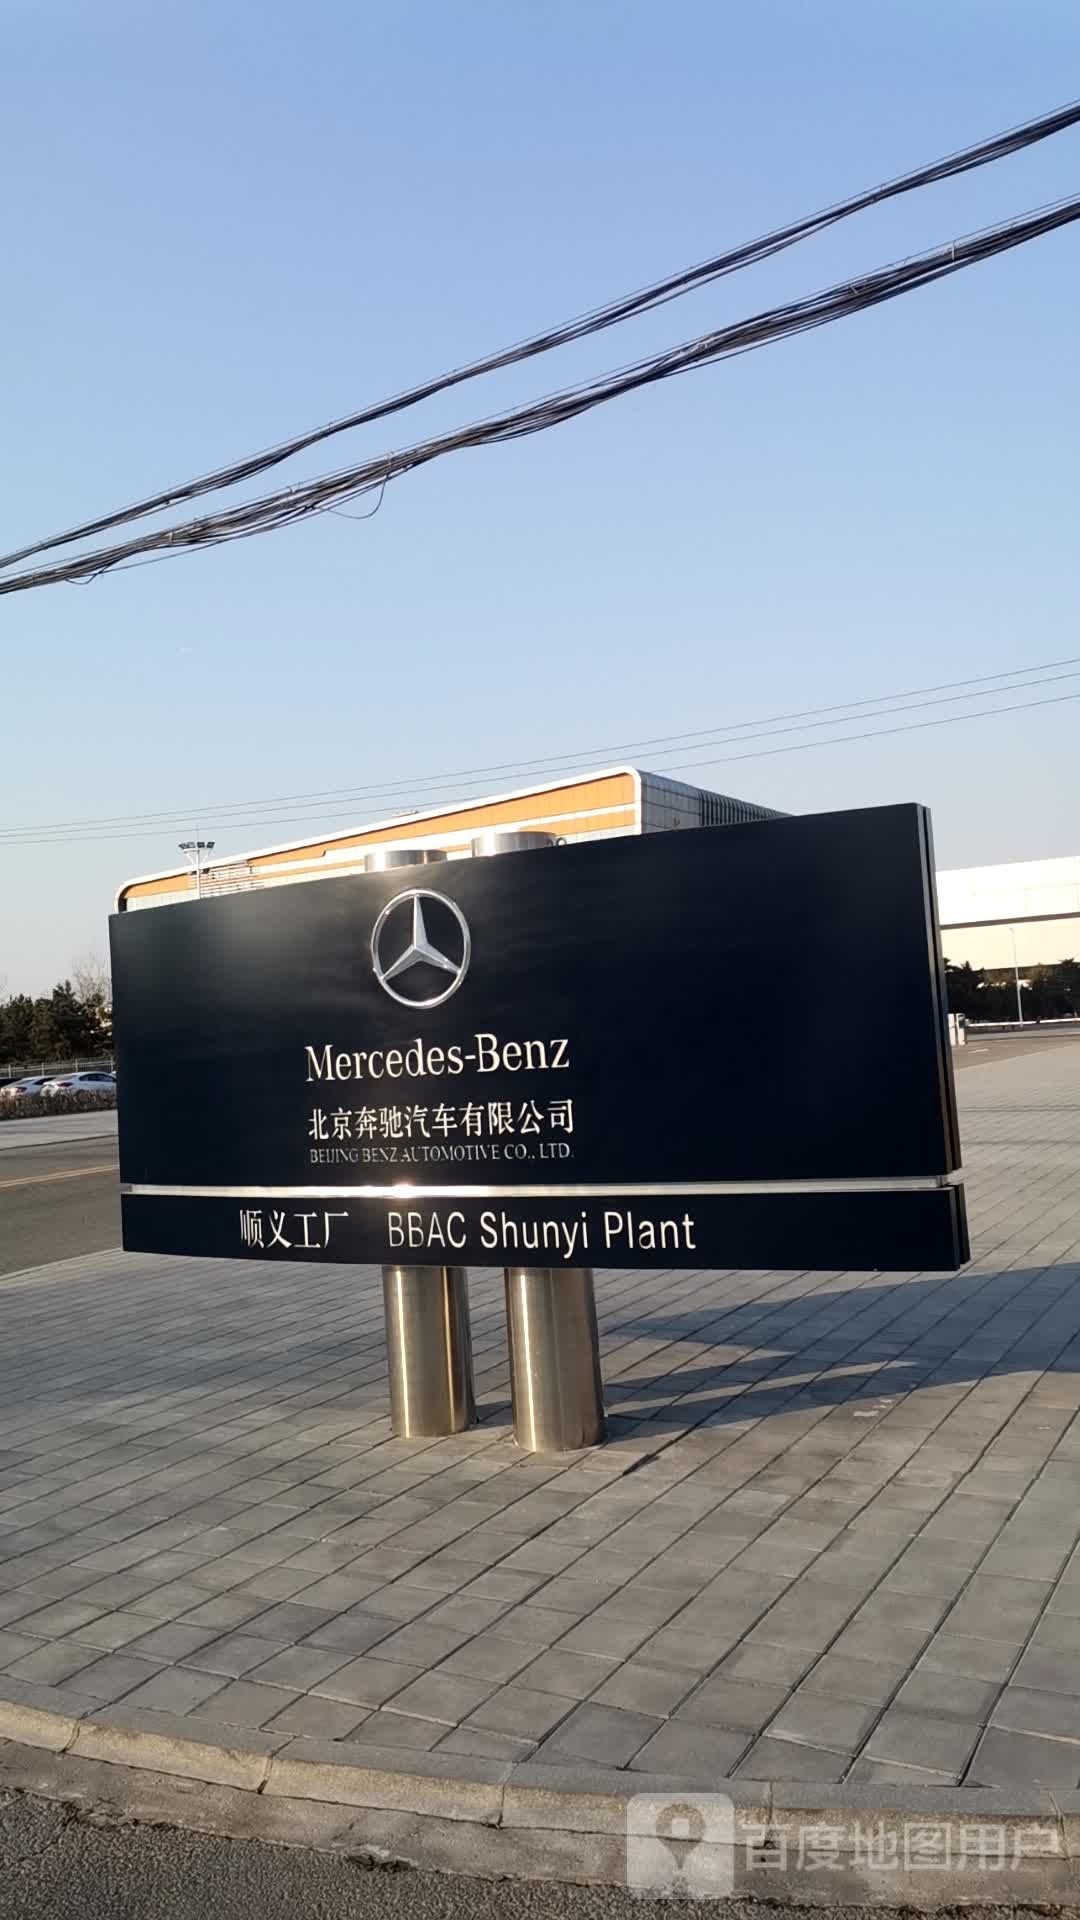 Mercedes-Benz
北京奔驰汽车有限公司
BEIJING BENZ AUTOMOTIVE CO., LTD.
顺义工厂 BBAC Shunyi Plant
百度地图用户